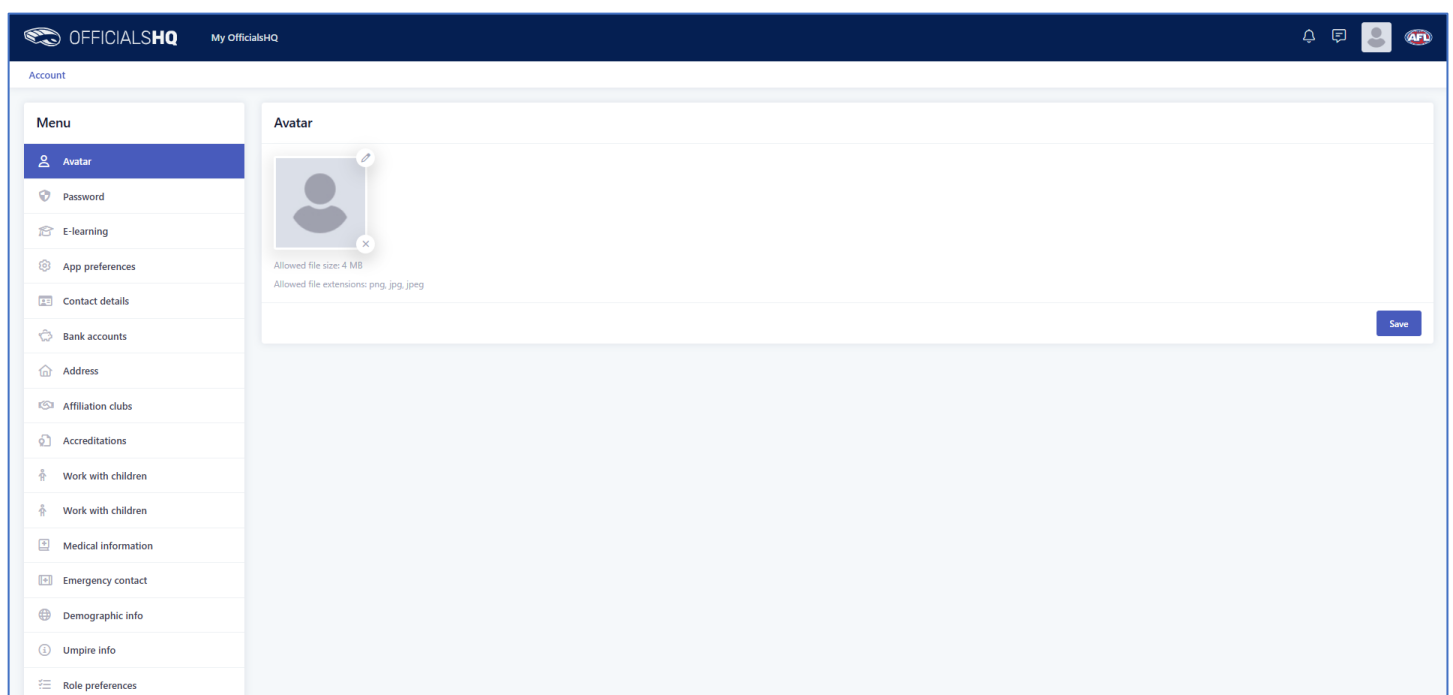 OFFICIALSHQ My OfficialsHQ AFL
Account
Menu
Avatar
Password
E-learning
App preferences
Contact details
Bank accounts
Address
Affiliation clubs
Accreditations
Work with children
Work with children
Medical information
Emergency contact
Demographic info
Umpire info
Role preferences
Avatar
Allowed file size: 4 MB
Allowed file extensions: png, jpg, jpeg
Save